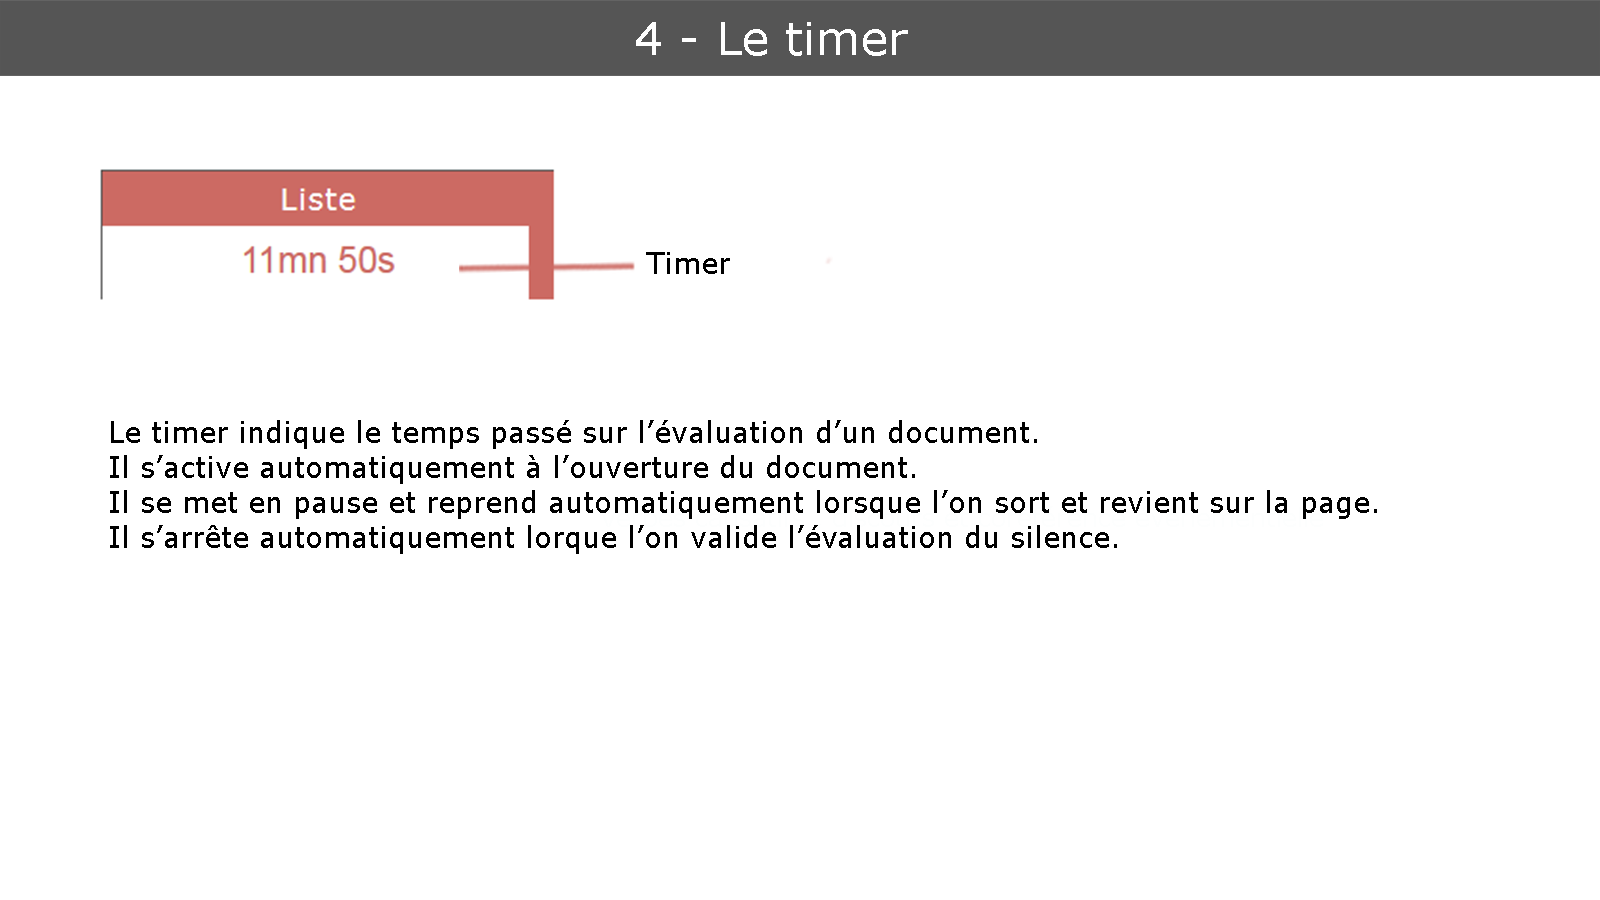 4 - Le timer
Liste
11mn 50s
Timer
Le timer indique le temps passé sur l’évaluation d’un document.
Il s’active automatiquement à l’ouverture du document.
Il se met en pause et reprend automatiquement lorsque l’on sort et revient sur la page.
Il s’arrête automatiquement lorque l’on valide l’évaluation du silence.